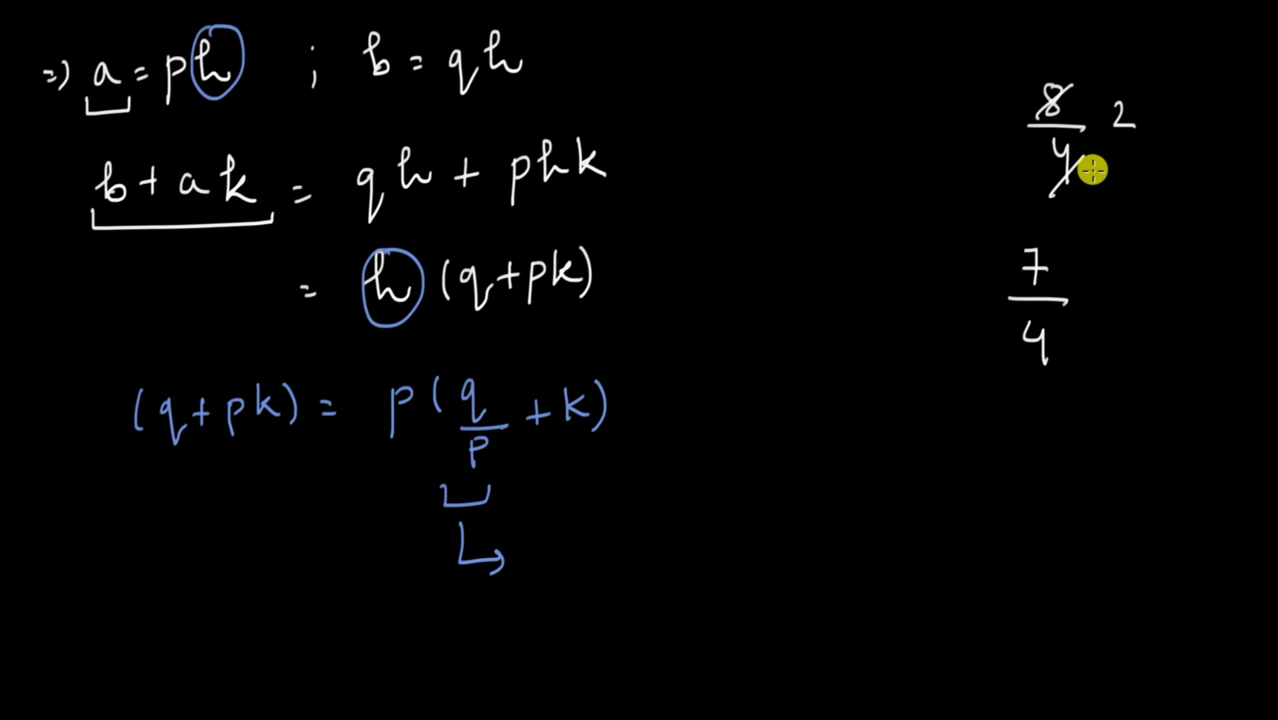 =) a = ph ; b = qh
b + ak = qh + phk
= h (q+pk)
(q+pk) = p(q/p + k)
8/4 2
7/4